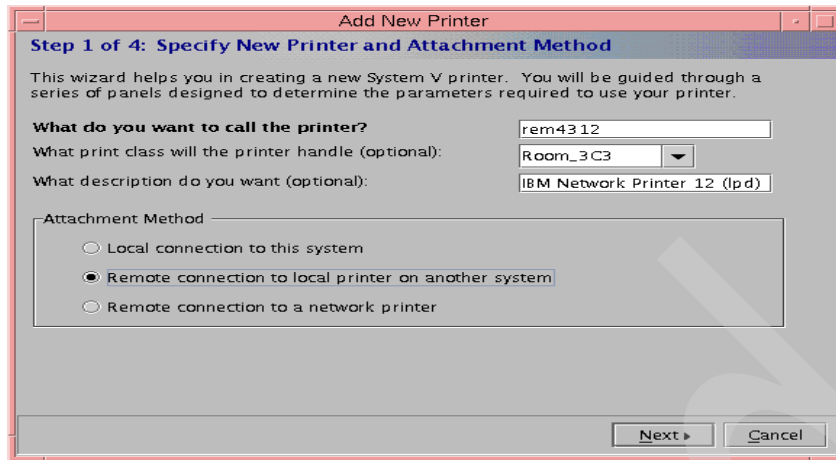 Add New Printer
Step 1 of 4: Specify New Printer and Attachment Method
This wizard helps you in creating a new System V printer. You will be guided through a
series of panels designed to determine the parameters required to use your printer.
What do you want to call the printer?
rem4312
What print class will the printer handle (optional):
Room_3C3
What description do you want (optional):
IBM Network Printer 12 (lpd)
Attachment Method
Local connection to this system
Remote connection to local printer on another system
Remote connection to a network printer
Next
Cancel